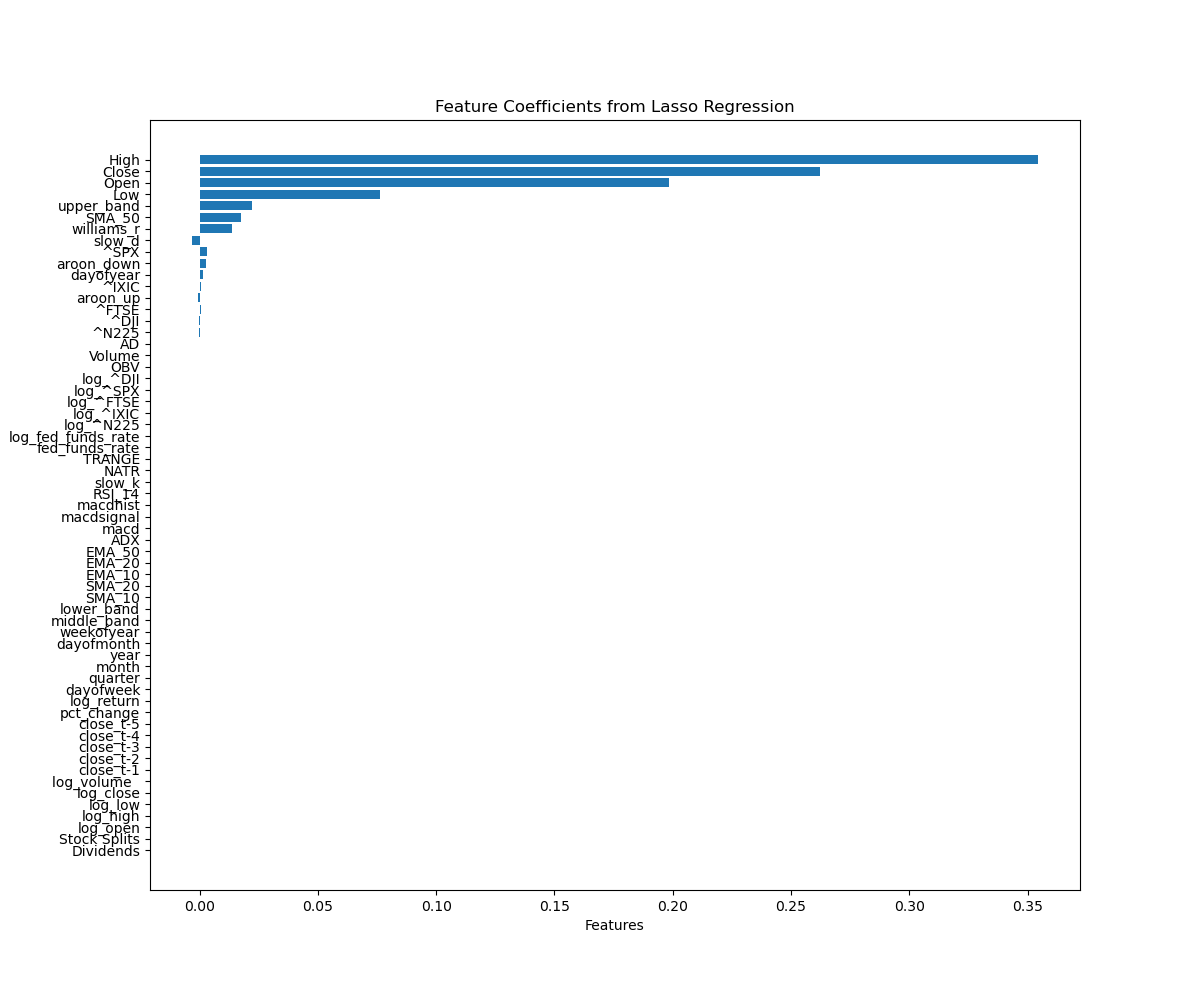 Feature Coefficients from Lasso Regression
High
Close
Open
Low
upper_band
SMA_50
williams_r
slow_d
^SPX
aroon_down
dayofyear
^IXIC
aroon_up
^FTSE
^DJI
^N225
AD
Volume
OBV
log_^DJI
log_^SPX
log_^FTSE
log_^IXIC
log_^N225
log_fed_funds_rate
fed_funds_rate
TRANGE
NATR
slow_k
RSI_14
macdhist
macdsignal
macd
ADX
EMA_50
EMA_20
EMA_10
SMA_20
SMA_10
lower_band
middle_band
weekofyear
dayofmonth
year
month
quarter
dayofweek
log_return
pct_change
close_t-5
close_t-4
close_t-3
close_t-2
close_t-1
log_volume
log_close
log_low
log_high
log_open
Stock Splits
Dividends
0.00 0.05 0.10 0.15 0.20 0.25 0.30 0.35
Features